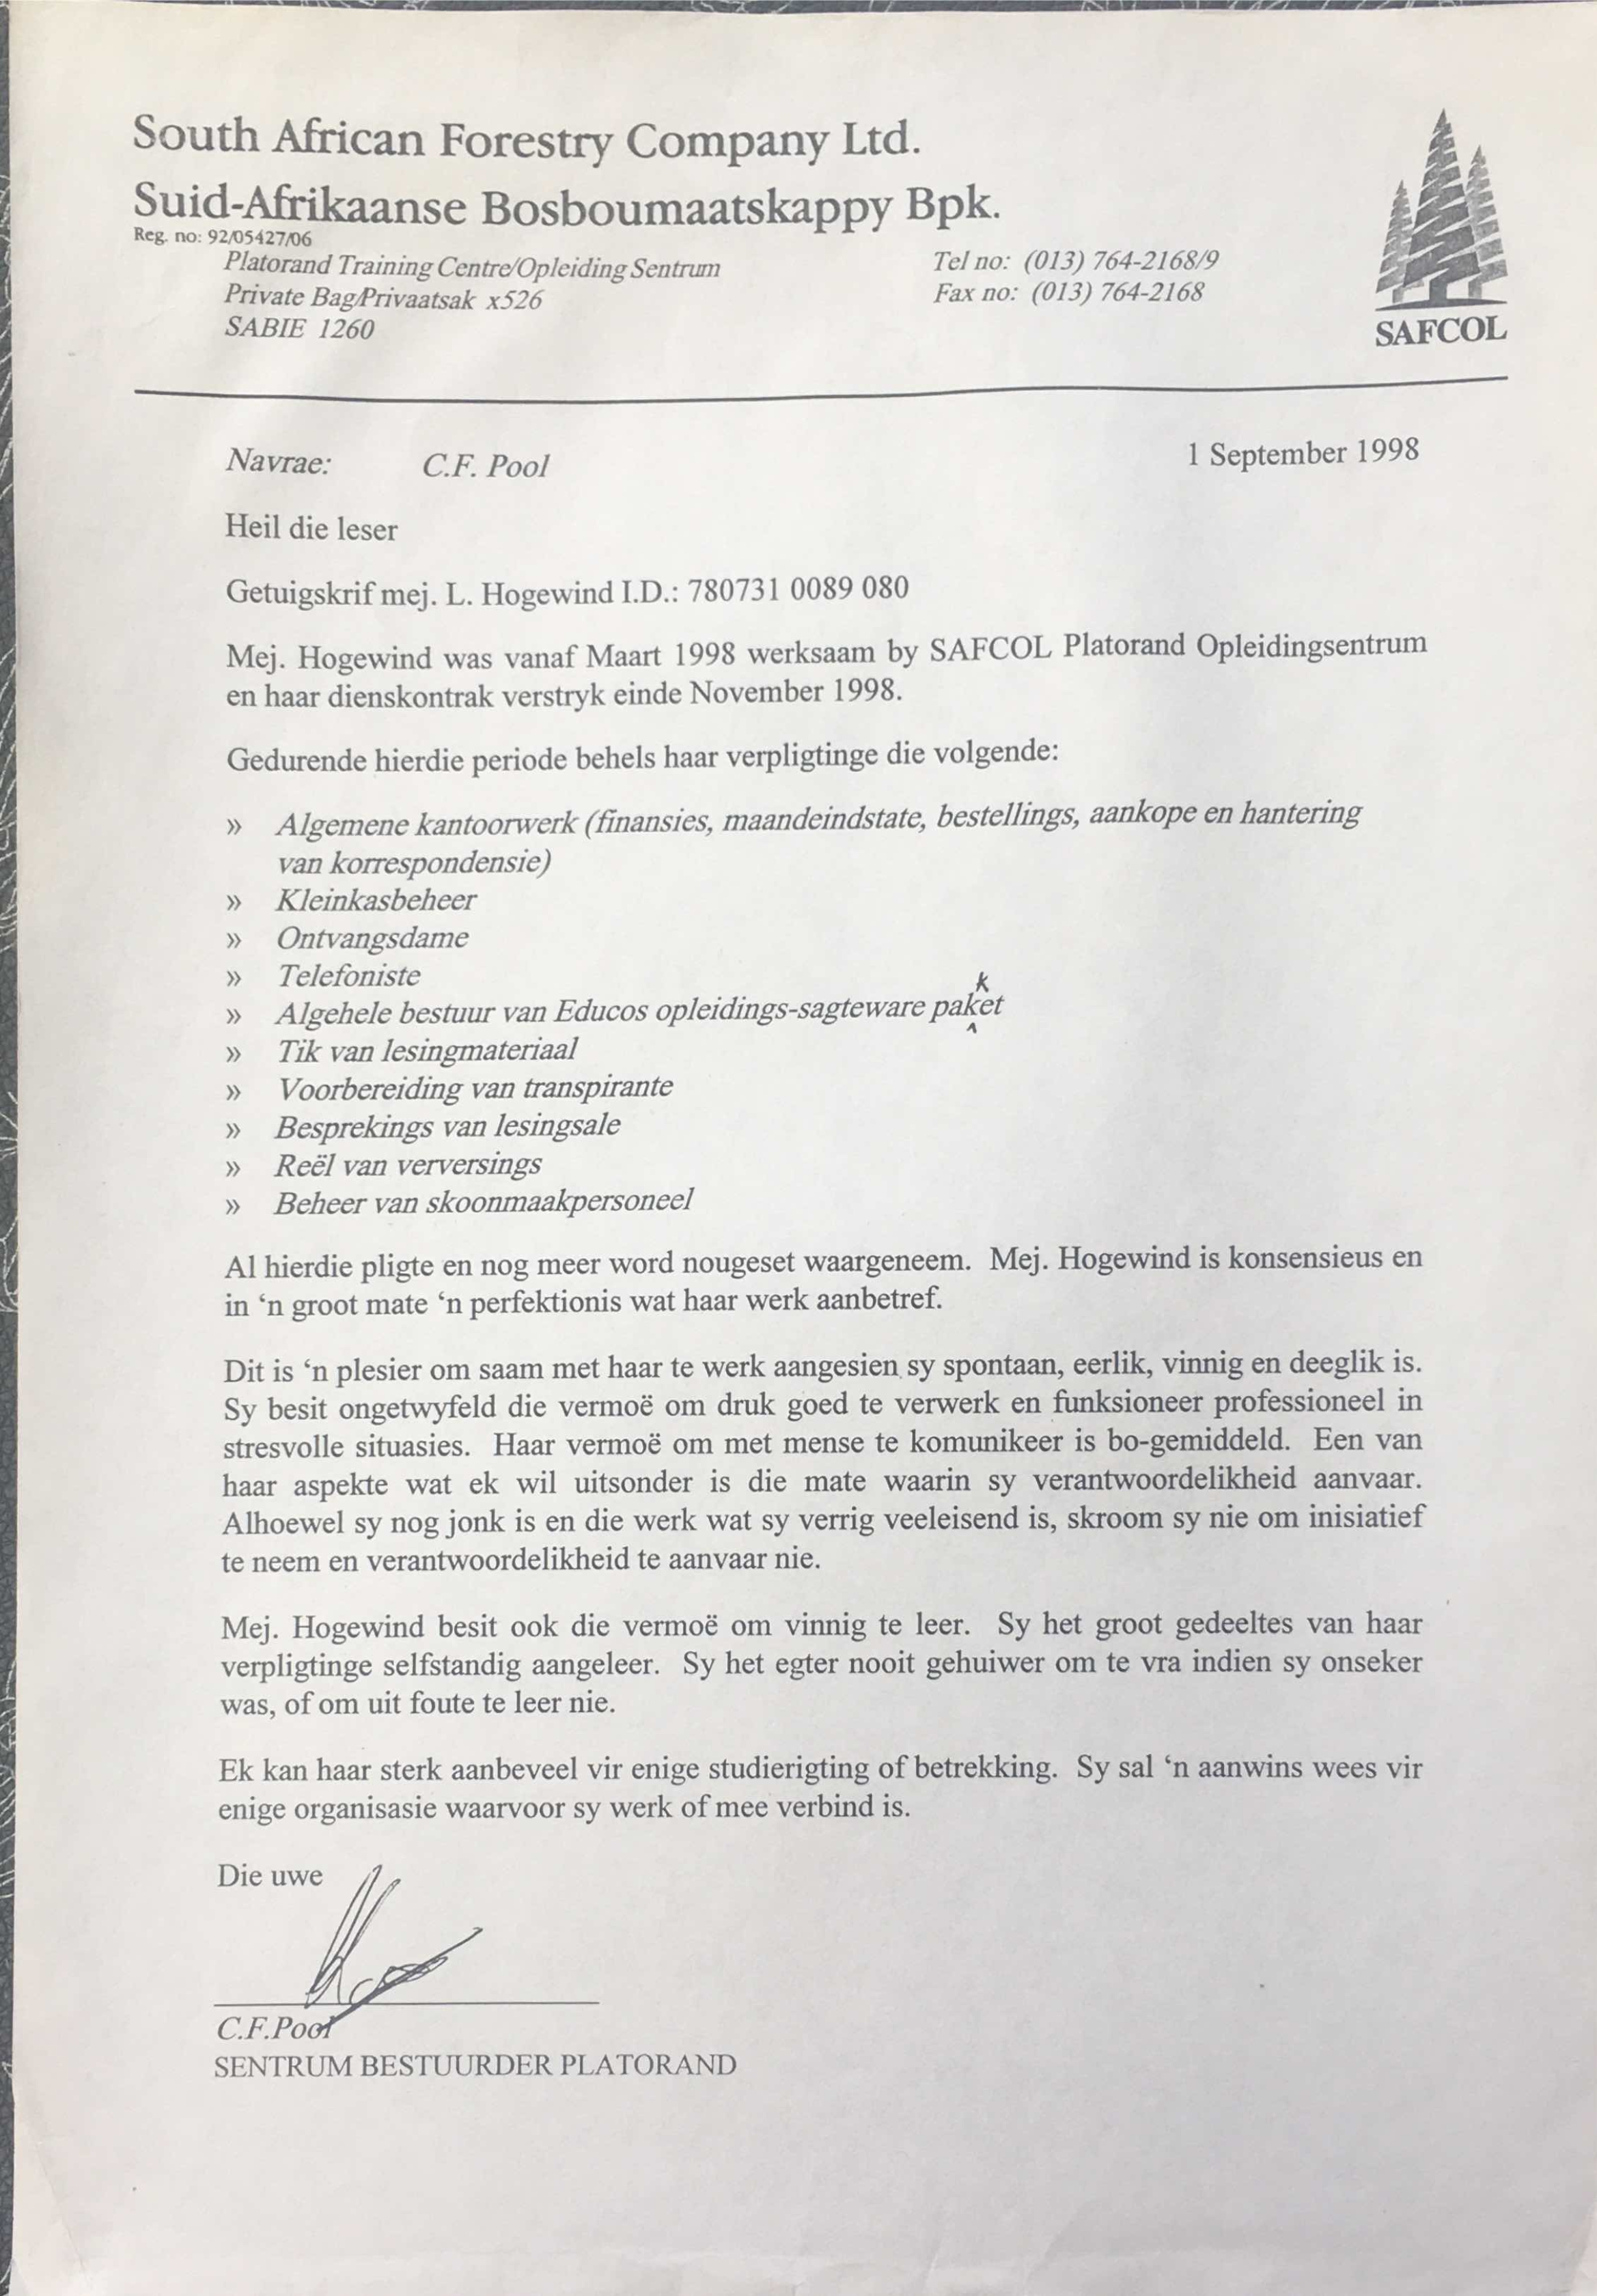 South African Forestry Company Ltd.
Suid-Afrikaanse Bosboumaatskappy Bpk.
Reg. no: 92/05427/06
Platorand Training Centre/Opleiding Sentrum
Private Bag/Privaatsak x526
SABIE 1260
Tel no: (013) 764-2168/9
Fax no: (013) 764-2168
SAFCOL
Navrae: C.F. Pool
1 September 1998
Heil die leser
Getuigskrif mej. L. Hogewind I.D.: 780731 0089 080
Mej. Hogewind was vanaf Maart 1998 werksaam by SAFCOL Platorand Opleidingsentrum
en haar dienskontrak verstryk einde November 1998.
Gedurende hierdie periode behels haar verpligtinge die volgende:
» Algemene kantoorwerk (finansies, maandeindstate, bestellings, aankope en hantering
van korrespondensie)
» Kleinkasbeheer
» Ontvangsdame
» Telefoniste
k
» Algehele bestuur van Educos opleidings-sagteware paket
^
» Tik van lesingmateriaal
» Voorbereiding van transpirante
» Besprekings van lesingsale
» Reël van verversings
» Beheer van skoonmaakpersoneel
Al hierdie pligte en nog meer word nougeset waargeneem. Mej. Hogewind is konsensieus en
in ‘n groot mate ‘n perfektionis wat haar werk aanbetref.
Dit is ‘n plesier om saam met haar te werk aangesien sy spontaan, eerlik, vinnig en deeglik is.
Sy besit ongetwyfeld die vermoë om druk goed te verwerk en funksioneer professioneel in
stresvolle situasies. Haar vermoë om met mense te komunikeer is bo-gemiddeld. Een van
haar aspekte wat ek wil uitsonder is die mate waarin sy verantwoordelikheid aanvaar.
Alhoewel sy nog jonk is en die werk wat sy verrig veeleisend is, skroom sy nie om inisiatief
te neem en verantwoordelikheid te aanvaar nie.
Mej. Hogewind besit ook die vermoë om vinnig te leer. Sy het groot gedeeltes van haar
verpligtinge selfstandig aangeleer. Sy het egter nooit gehuiwer om te vra indien sy onseker
was, of om uit foute te leer nie.
Ek kan haar sterk aanbeveel vir enige studierigting of betrekking. Sy sal ‘n aanwins wees vir
enige organisasie waarvoor sy werk of mee verbind is.
Die uwe
C.F.Pool
SENTRUM BESTUURDER PLATORAND